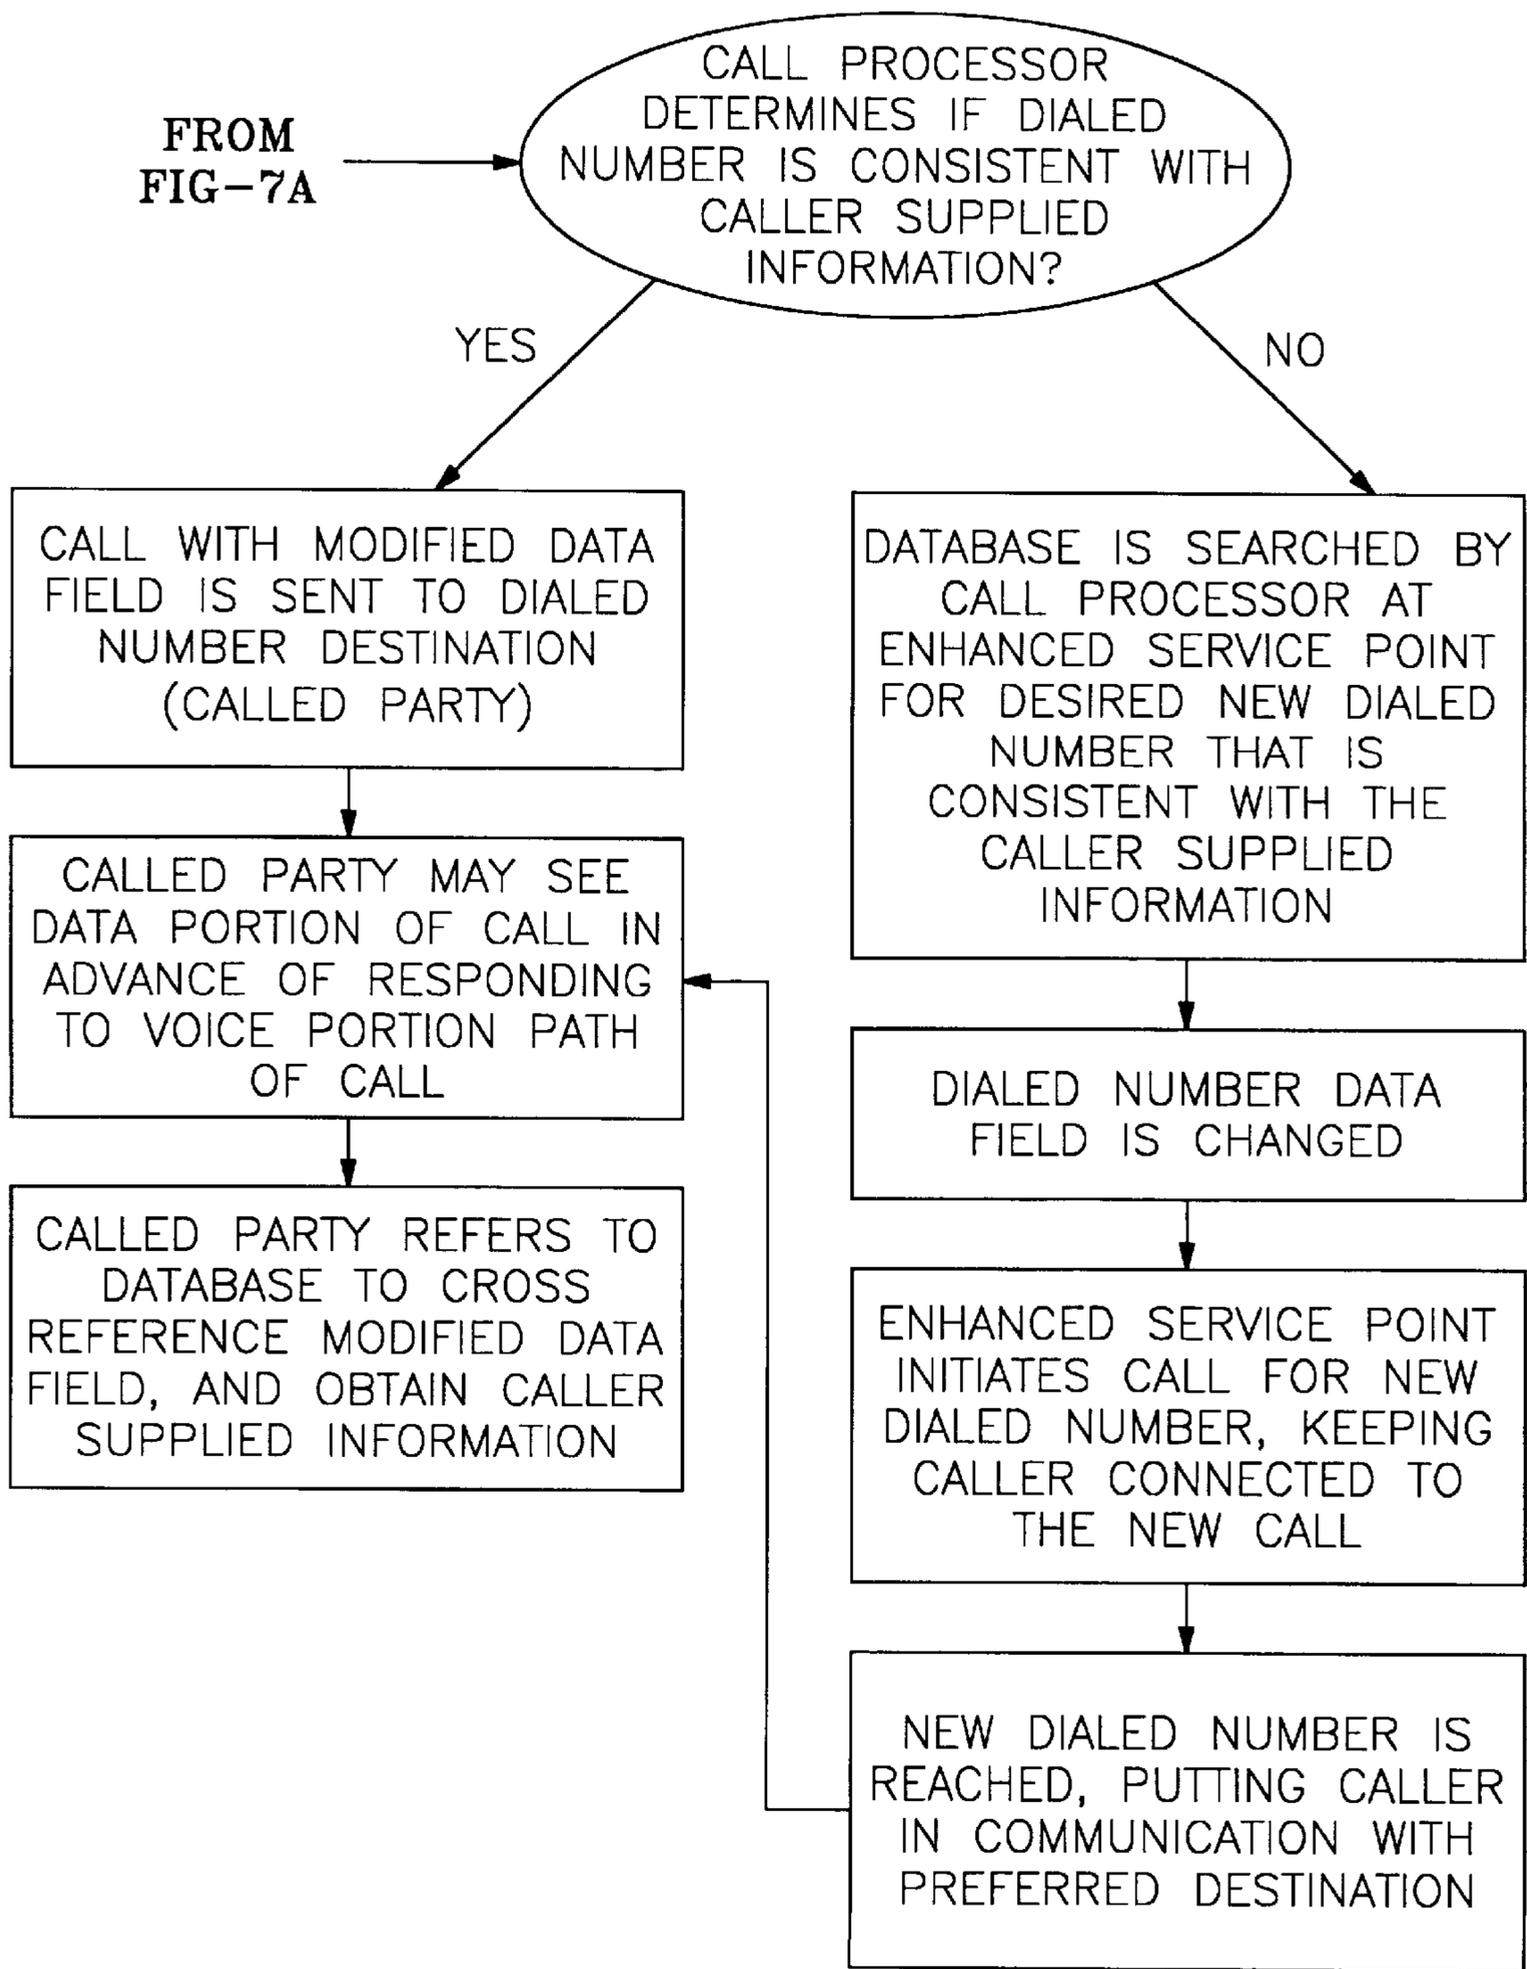 FROM
FIG-7A
CALL PROCESSOR
DETERMINES IF DIALED
NUMBER IS CONSISTENT WITH
CALLER SUPPLIED
INFORMATION?
YES
NO
CALL WITH MODIFIED DATA
FIELD IS SENT TO DIALED
NUMBER DESTINATION
(CALLED PARTY)
CALLED PARTY MAY SEE
DATA PORTION OF CALL IN
ADVANCE OF RESPONDING
TO VOICE PORTION PATH
OF CALL
CALLED PARTY REFERS TO
DATABASE TO CROSS
REFERENCE MODIFIED DATA
FIELD, AND OBTAIN CALLER
SUPPLIED INFORMATION
DATABASE IS SEARCHED BY
CALL PROCESSOR AT
ENHANCED SERVICE POINT
FOR DESIRED NEW DIALED
NUMBER THAT IS
CONSISTENT WITH THE
CALLER SUPPLIED
INFORMATION
DIALED NUMBER DATA
FIELD IS CHANGED
ENHANCED SERVICE POINT
INITIATES CALL FOR NEW
DIALED NUMBER, KEEPING
CALLER CONNECTED TO
THE NEW CALL
NEW DIALED NUMBER IS
REACHED, PUTTING CALLER
IN COMMUNICATION WITH
PREFERRED DESTINATION